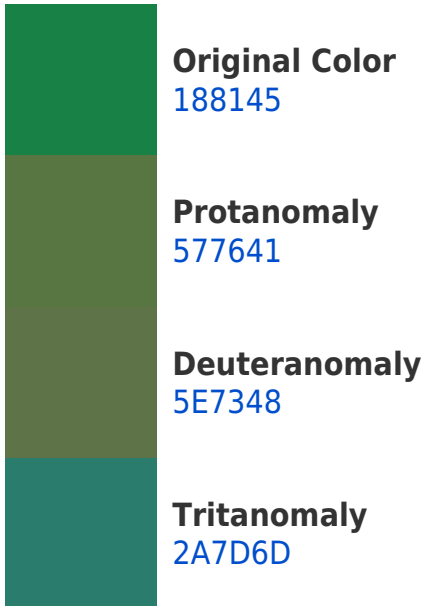 Original Color
188145
Protanomaly
577641
Deuteranomaly
5E7348
Tritanomaly
2A7D6D